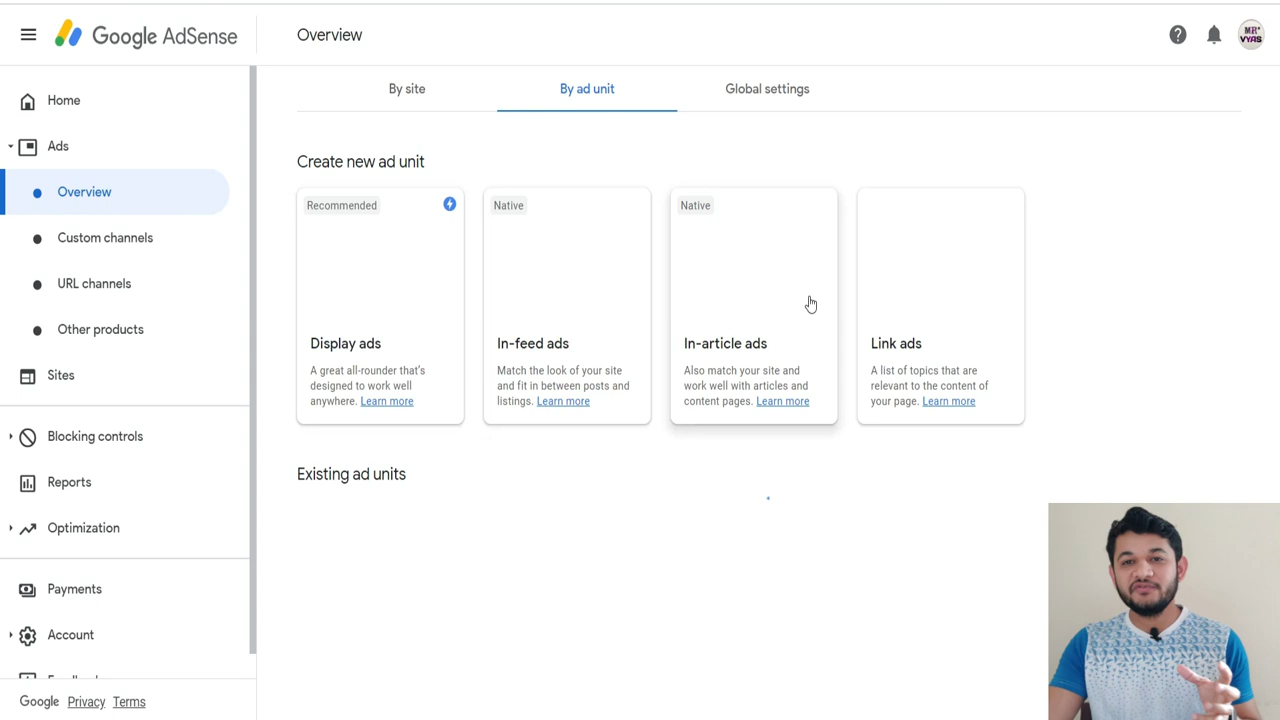 Google AdSense
Overview
MR
VYAS
By site
By ad unit
Global settings
Home
Ads
Overview
Custom channels
URL channels
Other products
Sites
Blocking controls
Reports
Optimization
Payments
Account
Google Privacy Terms
Create new ad unit
Recommended
Display ads
A great all-rounder that's
designed to work well
anywhere. Learn more
Native
In-feed ads
Match the look of your site
and fit in between posts and
listings. Learn more
Native
In-article ads
Also match your site and
work well with articles and
content pages. Learn more
Link ads
A list of topics that are
relevant to the content of
your page. Learn more
Existing ad units